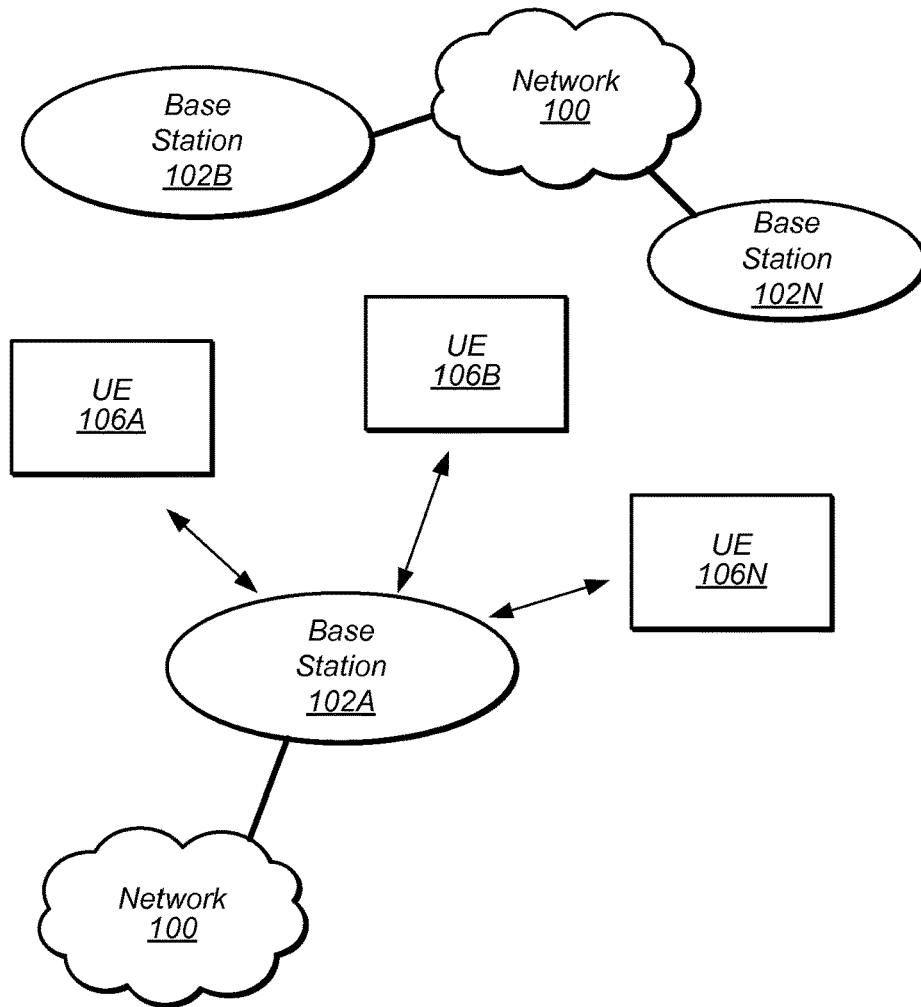 Network
100
Base
Station
102B
Base
Station
102N
UE
106B
UE
106A
UE
106N
Base
Station
102A
Network
100